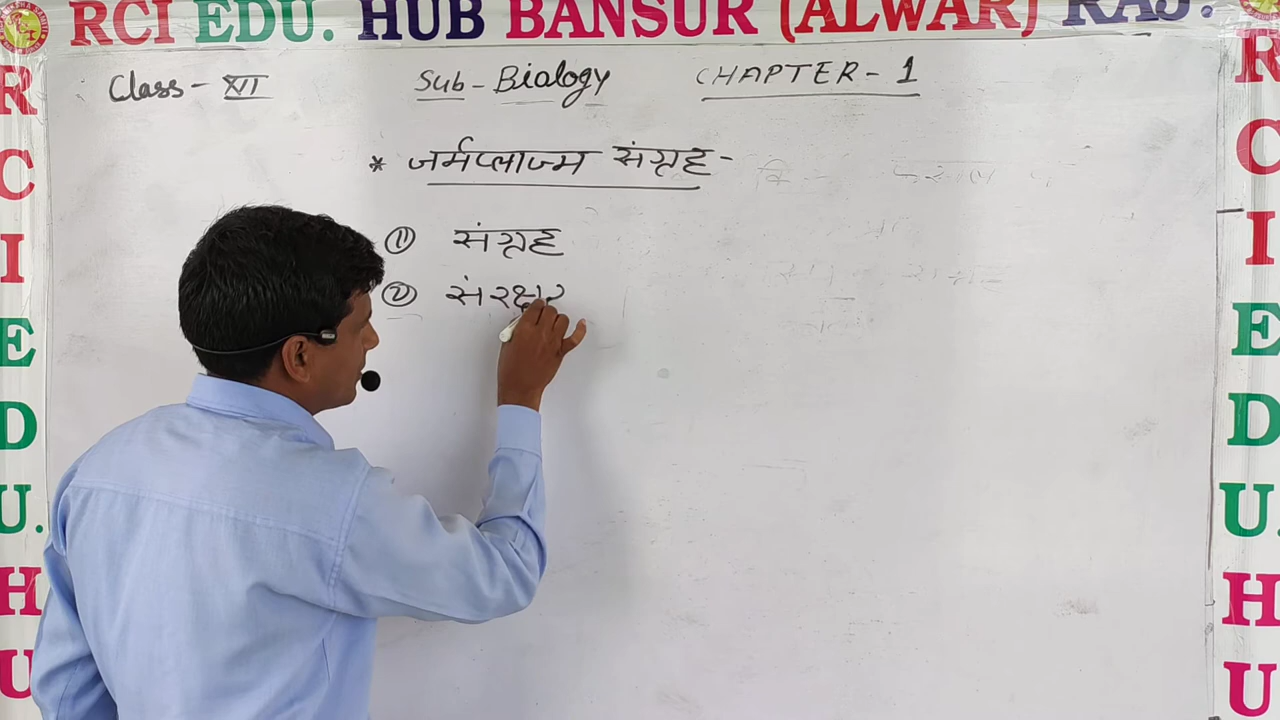 RCI EDU. HUB BANSUR (ALWAR) RAJ.
Class - XII Sub - Biology CHAPTER - 1
* जर्मप्लाज्म संग्रह -
① संग्रह
② संरक्षर
R C I E D U. H U
R C I E D U. H U